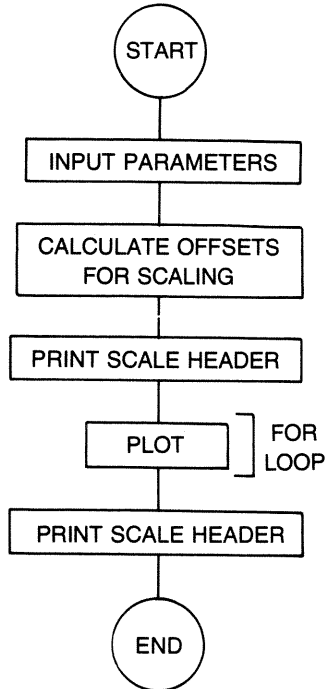 START
INPUT PARAMETERS
CALCULATE OFFSETS
FOR SCALING
PRINT SCALE HEADER
PLOT
FOR
LOOP
PRINT SCALE HEADER
END